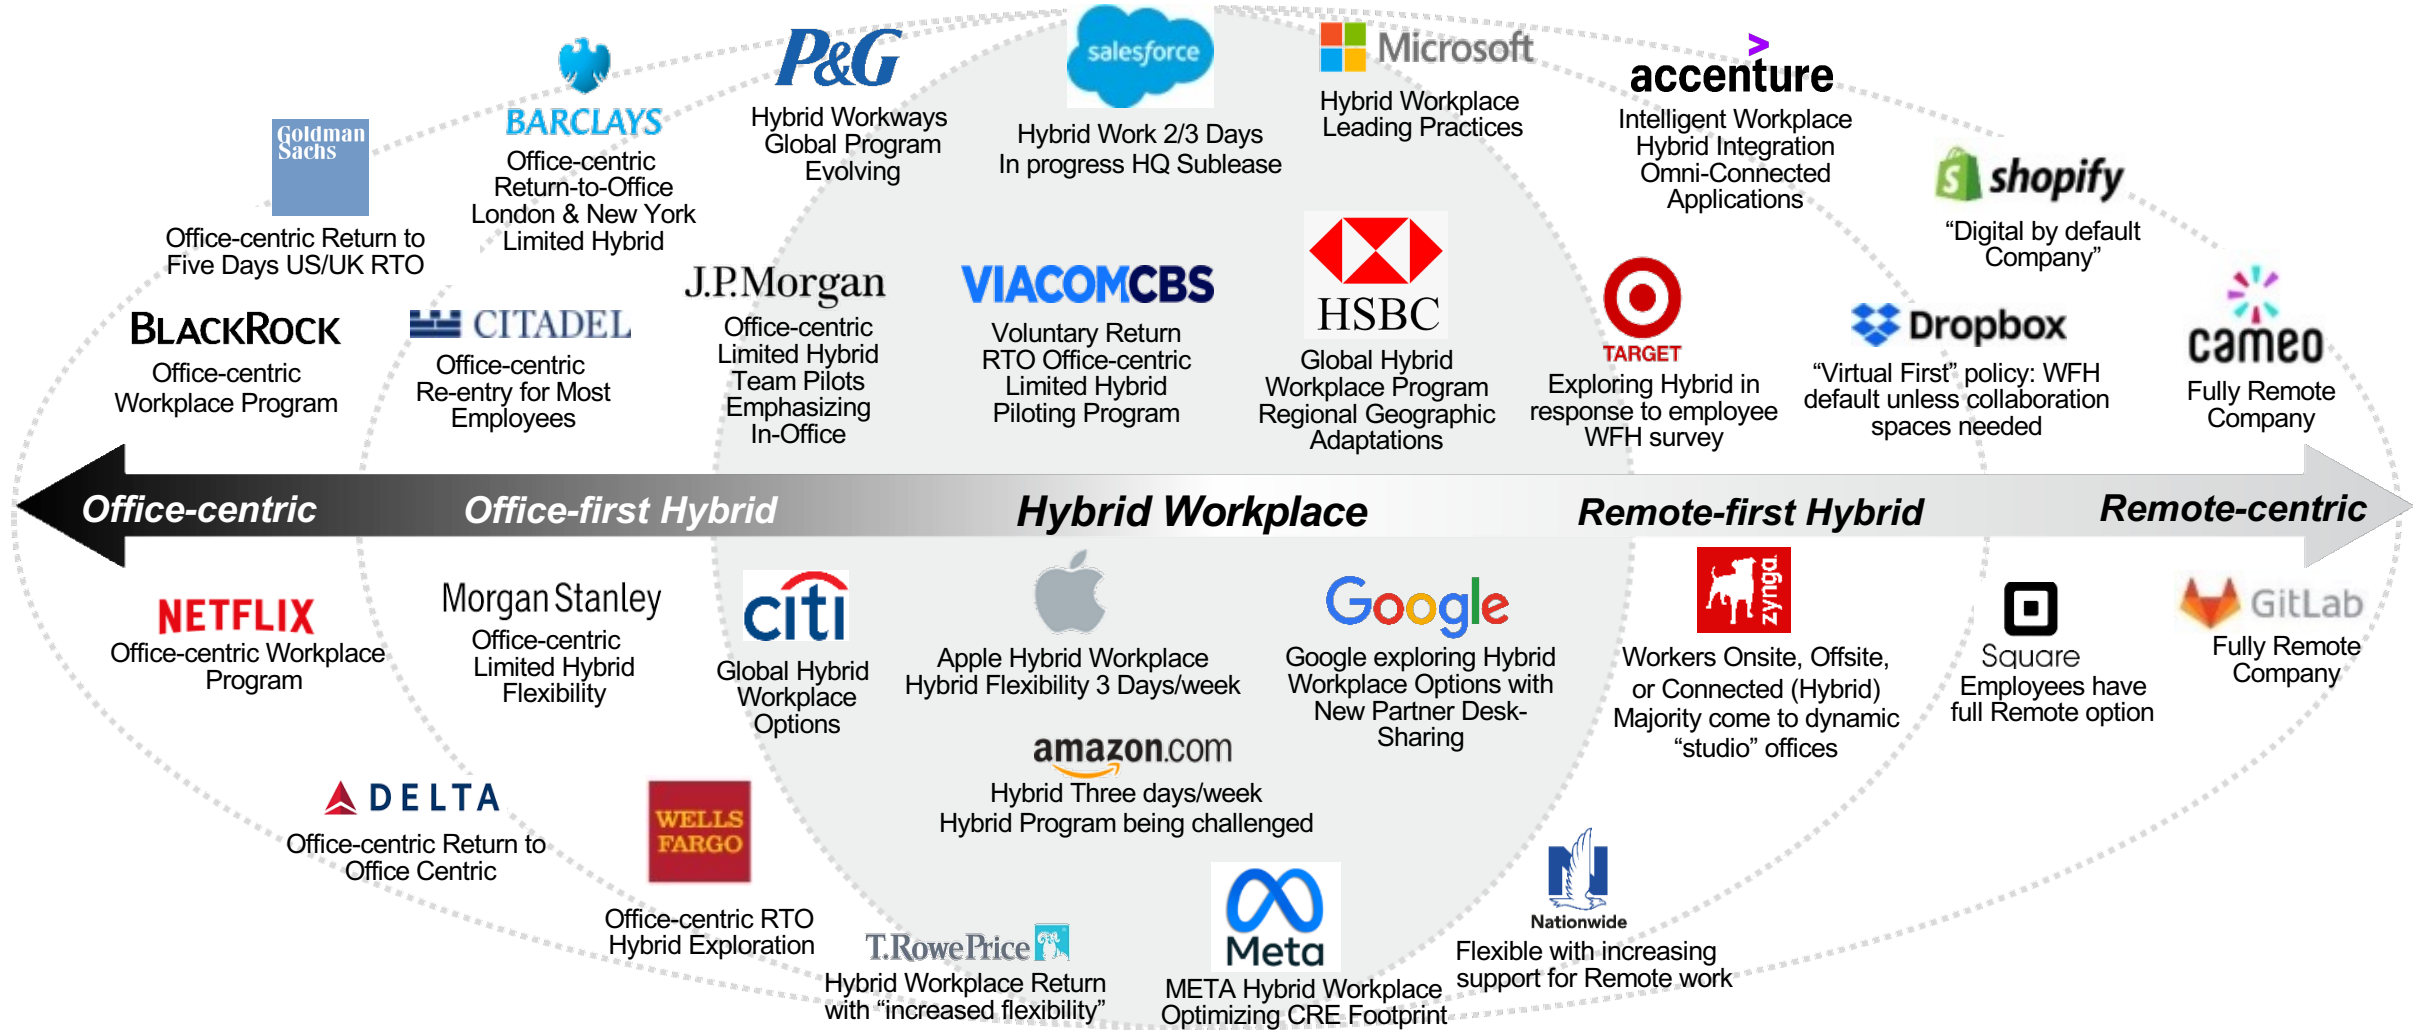 Goldman
Sachs
Office-centric Return to
Five Days US/UK RTO
BARCLAYS
Office-centric
Return-to-Office
London & New York
Limited Hybrid
P&G
Hybrid Workways
Global Program
Evolving
salesforce
Hybrid Work 2/3 Days
In progress HQ Sublease
Microsoft
Hybrid Workplace
Leading Practices
accenture
Intelligent Workplace
Hybrid Integration
Omni-Connected
Applications
shopify
“Digital by default
Company”
BLACKROCK
Office-centric
Workplace Program
CITADEL
Office-centric
Re-entry for Most
Employees
J.P.Morgan
Office-centric
Limited Hybrid
Team Pilots
Emphasizing
In-Office
VIACOMCBS
Voluntary Return
RTO Office-centric
Limited Hybrid
Piloting Program
HSBC
Global Hybrid
Workplace Program
Regional Geographic
Adaptations
TARGET
Exploring Hybrid in
response to employee
WFH survey
Dropbox
“Virtual First” policy: WFH
default unless collaboration
spaces needed
cameo
Fully Remote
Company
Office-centric
Office-first Hybrid
Hybrid Workplace
Remote-first Hybrid
Remote-centric
NETFLIX
Office-centric Workplace
Program
Morgan Stanley
Office-centric
Limited Hybrid
Flexibility
citi
Global Hybrid
Workplace
Options
Apple Hybrid Workplace
Hybrid Flexibility 3 Days/week
Google
Google exploring Hybrid
Workplace Options with
New Partner Desk-
Sharing
zynga
Workers Onsite, Offsite,
or Connected (Hybrid)
Majority come to dynamic
“studio” offices
Square
Employees have
full Remote option
GitLab
Fully Remote
Company
DELTA
Office-centric Return to
Office Centric
WELLS
FARGO
Office-centric RTO
Hybrid Exploration
amazon.com
Hybrid Three days/week
Hybrid Program being challenged
T.RowePrice
Hybrid Workplace Return
with “increased flexibility”
Meta
META Hybrid Workplace
Optimizing CRE Footprint
Nationwide
Flexible with increasing
support for Remote work